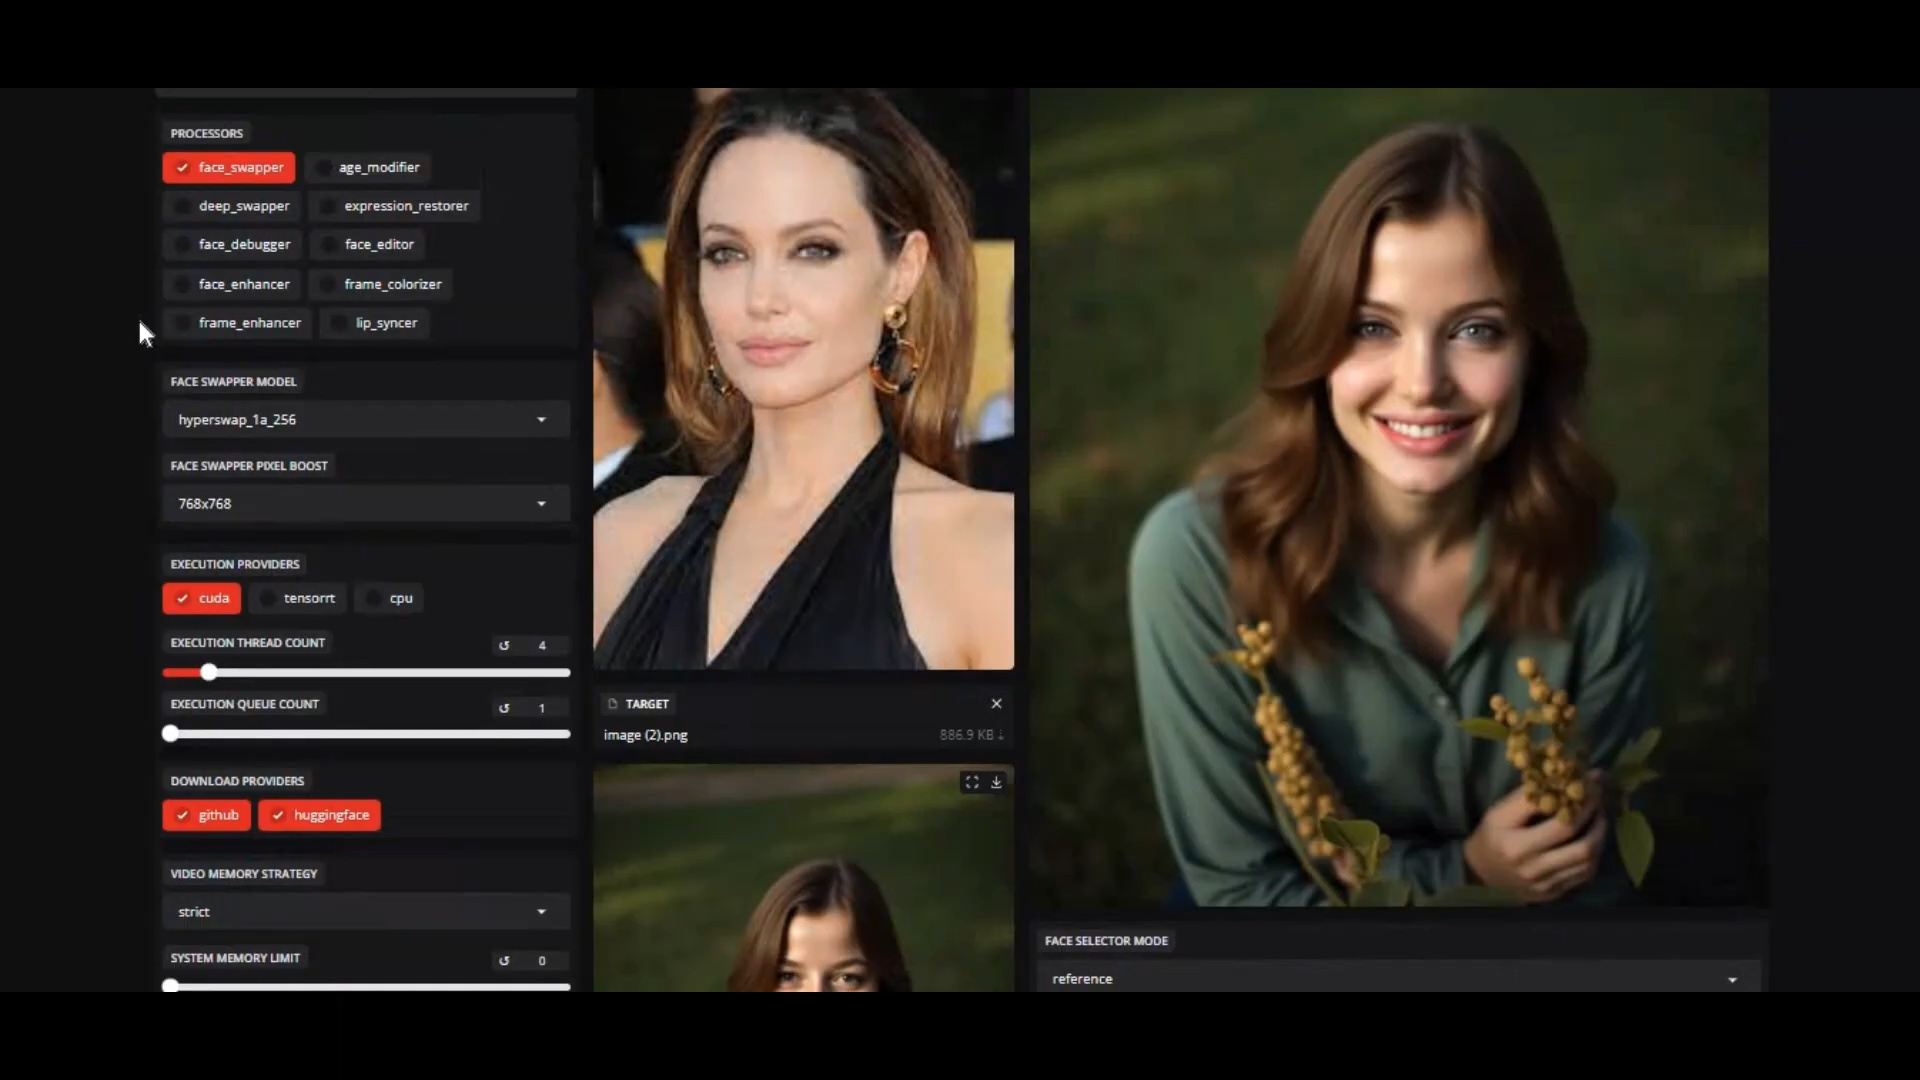 PROCESSORS
face_swapper age_modifier
deep_swapper expression_restorer
face_debugger face_editor
face_enhancer frame_colorizer
frame_enhancer lip_syncer
FACE SWAPPER MODEL
hyperswap_1a_256
FACE SWAPPER PIXEL BOOST
768x768
EXECUTION PROVIDERS
cuda tensorrt cpu
EXECUTION THREAD COUNT 4
EXECUTION QUEUE COUNT 1
DOWNLOAD PROVIDERS
github huggingface
VIDEO MEMORY STRATEGY
strict
SYSTEM MEMORY LIMIT 0
TARGET
image (2).png 886.9 KB ↓
FACE SELECTOR MODE
reference